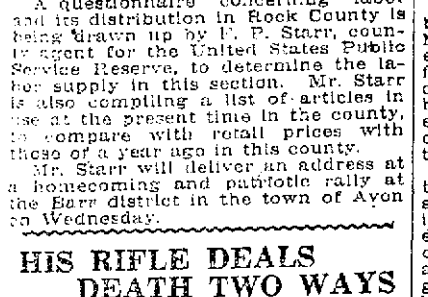 A questionnaire concerning labor
and its distribution in Rock County is
being drawn up by F. P. Starr, coun-
ty agent for the United States Public
Service Reserve, to determine the la-
bor supply in this section. Mr. Starr
is also compiling a list of articles in
use at the present time in the county,
to compare with retail prices with
those of a year ago in this county.
Mr. Starr will deliver an address at
a homecoming and patriotic rally at
the Barr district in the town of Avon
on Wednesday.
HIS RIFLE DEALS
DEATH TWO WAYS